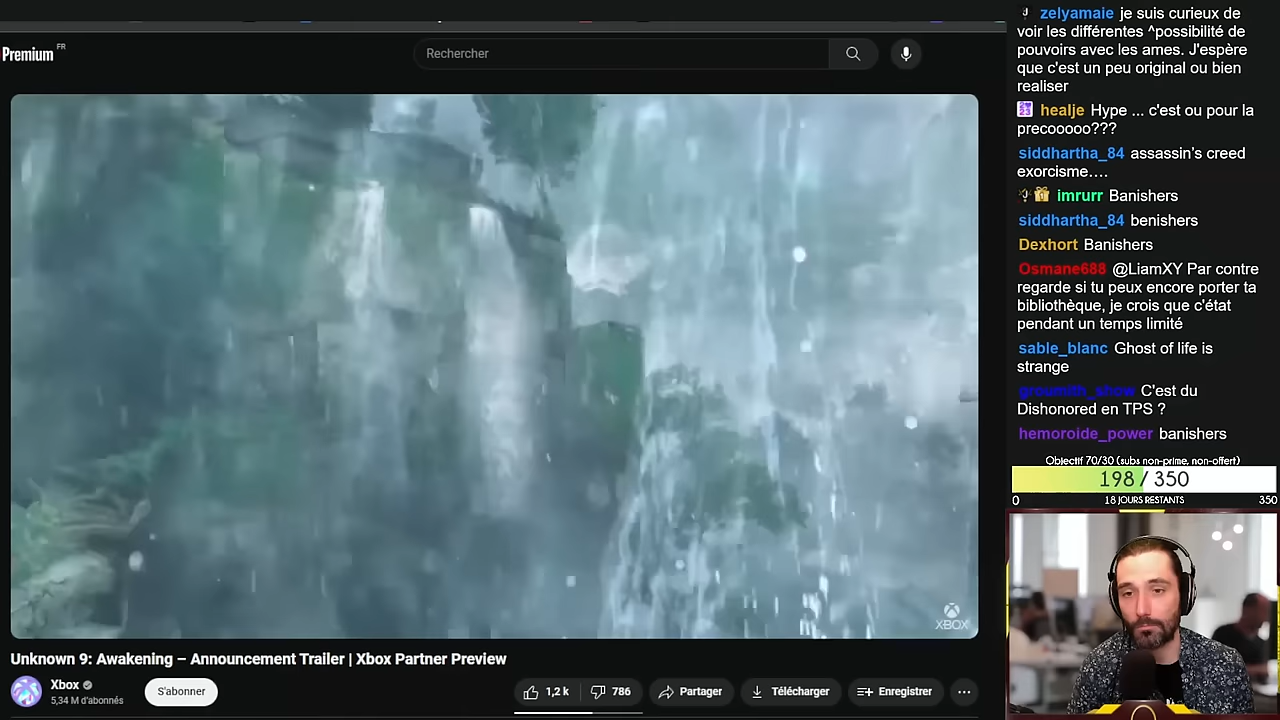 Premium FR
Rechercher
XBOX
Unknown 9: Awakening – Announcement Trailer | Xbox Partner Preview
Xbox
5,34 M d'abonnés
S'abonner
1,2 k
786
Partager
Télécharger
Enregistrer
zelyamaie je suis curieux de
voir les différentes ^possibilité de
pouvoirs avec les ames. J'espère
que c'est un peu original ou bien
realiser
healje Hype ... c'est ou pour la
precooooo???
siddhartha_84 assassin's creed
exorcisme....
imrurr Banishers
siddhartha_84 benishers
Dexhort Banishers
Osmane688 @LiamXY Par contre
regarde si tu peux encore porter ta
bibliothèque, je crois que c'était
pendant un temps limité
sable_blanc Ghost of life is
strange
groumith_show C'est du
Dishonored en TPS ?
hemoroide_power banishers
Objectif 70/30 (subs non-prime, non-offert)
198 / 350
0 18 JOURS RESTANTS 350